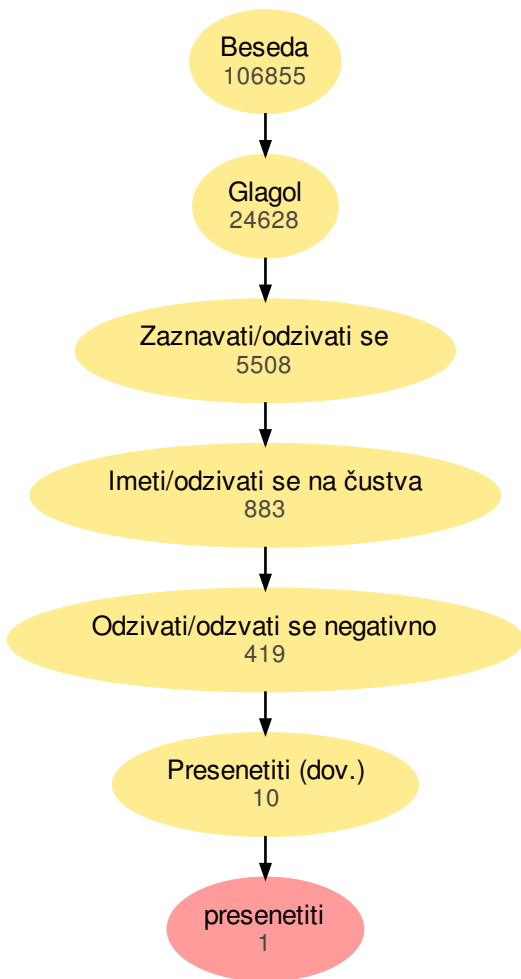 Beseda
106855
Glagol
24628
Zaznavati/odzivati se
5508
Imeti/odzivati se na čustva
883
Odzivati/odzvati se negativno
419
Presenetiti (dov.)
10
presenetiti
1